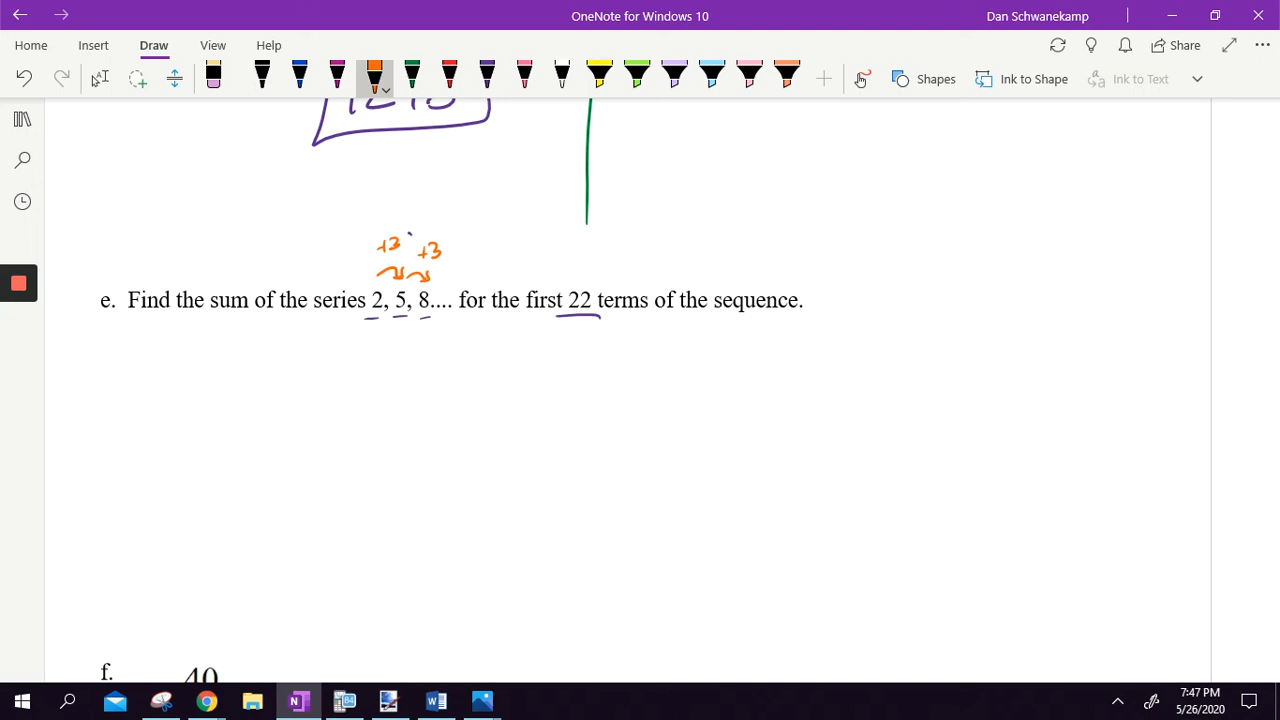 OneNote for Windows 10
Dan Schwanekamp
Home Insert Draw View Help
Share
Shapes
Ink to Shape
Ink to Text
+3 +3
e. Find the sum of the series 2, 5, 8.... for the first 22 terms of the sequence.
f.
40
7:47 PM
5/26/2020